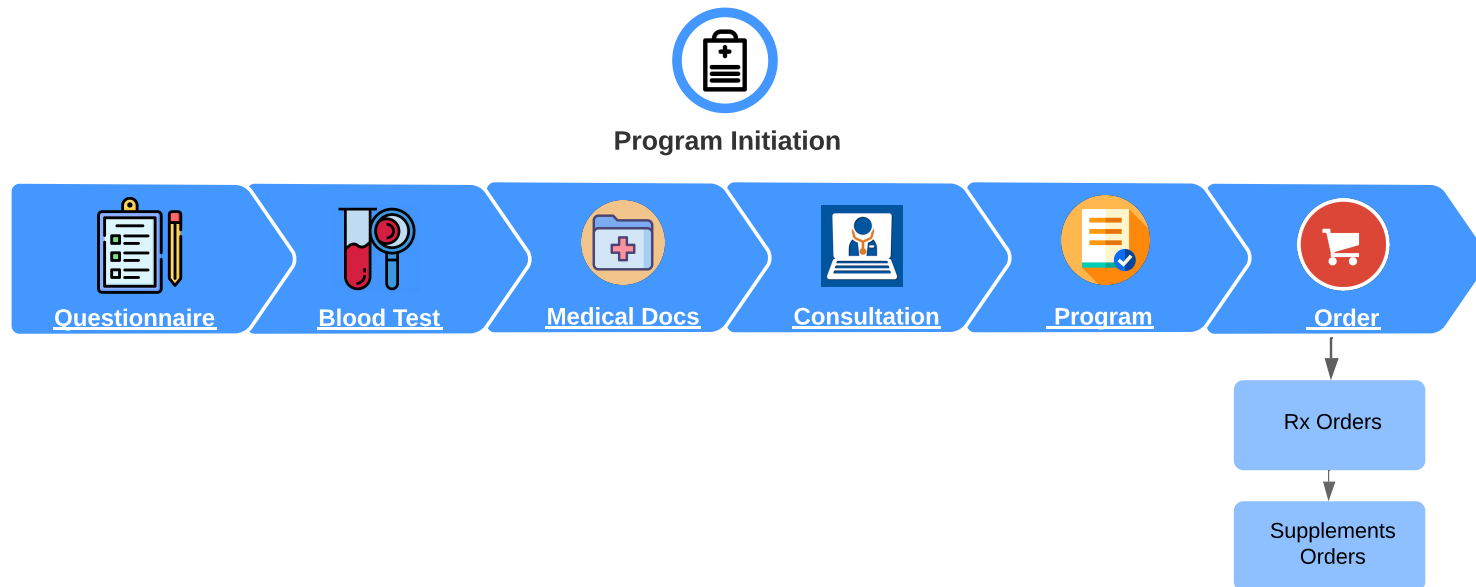 Program Initiation
Questionnaire
Blood Test
Medical Docs
Consultation
Program
Order
Rx Orders
Supplements
Orders